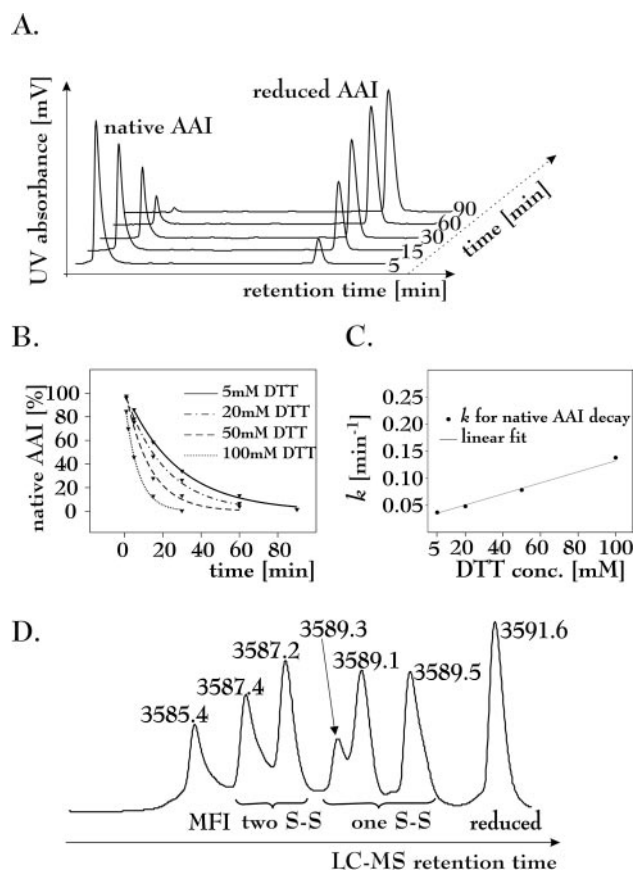 A.
reduced AAI
native AAI
UV absorbance [mV]
90
60
30
15
5
time [min]
retention time [min]
B.
native AAI [%]
100
80
60
40
20
0
5mM DTT
20mM DTT
50mM DTT
100mM DTT
0 20 40 60 80
time [min]
C.
k [min-1]
0.25
0.20
0.15
0.10
0.05
k for native AAI decay
linear fit
5 20 40 60 80 100
DTT conc. [mM]
D.
3589.3
3591.6
3587.2
3589.1
3589.5
3587.4
3585.4
MFI two S-S one S-S reduced
LC-MS retention time